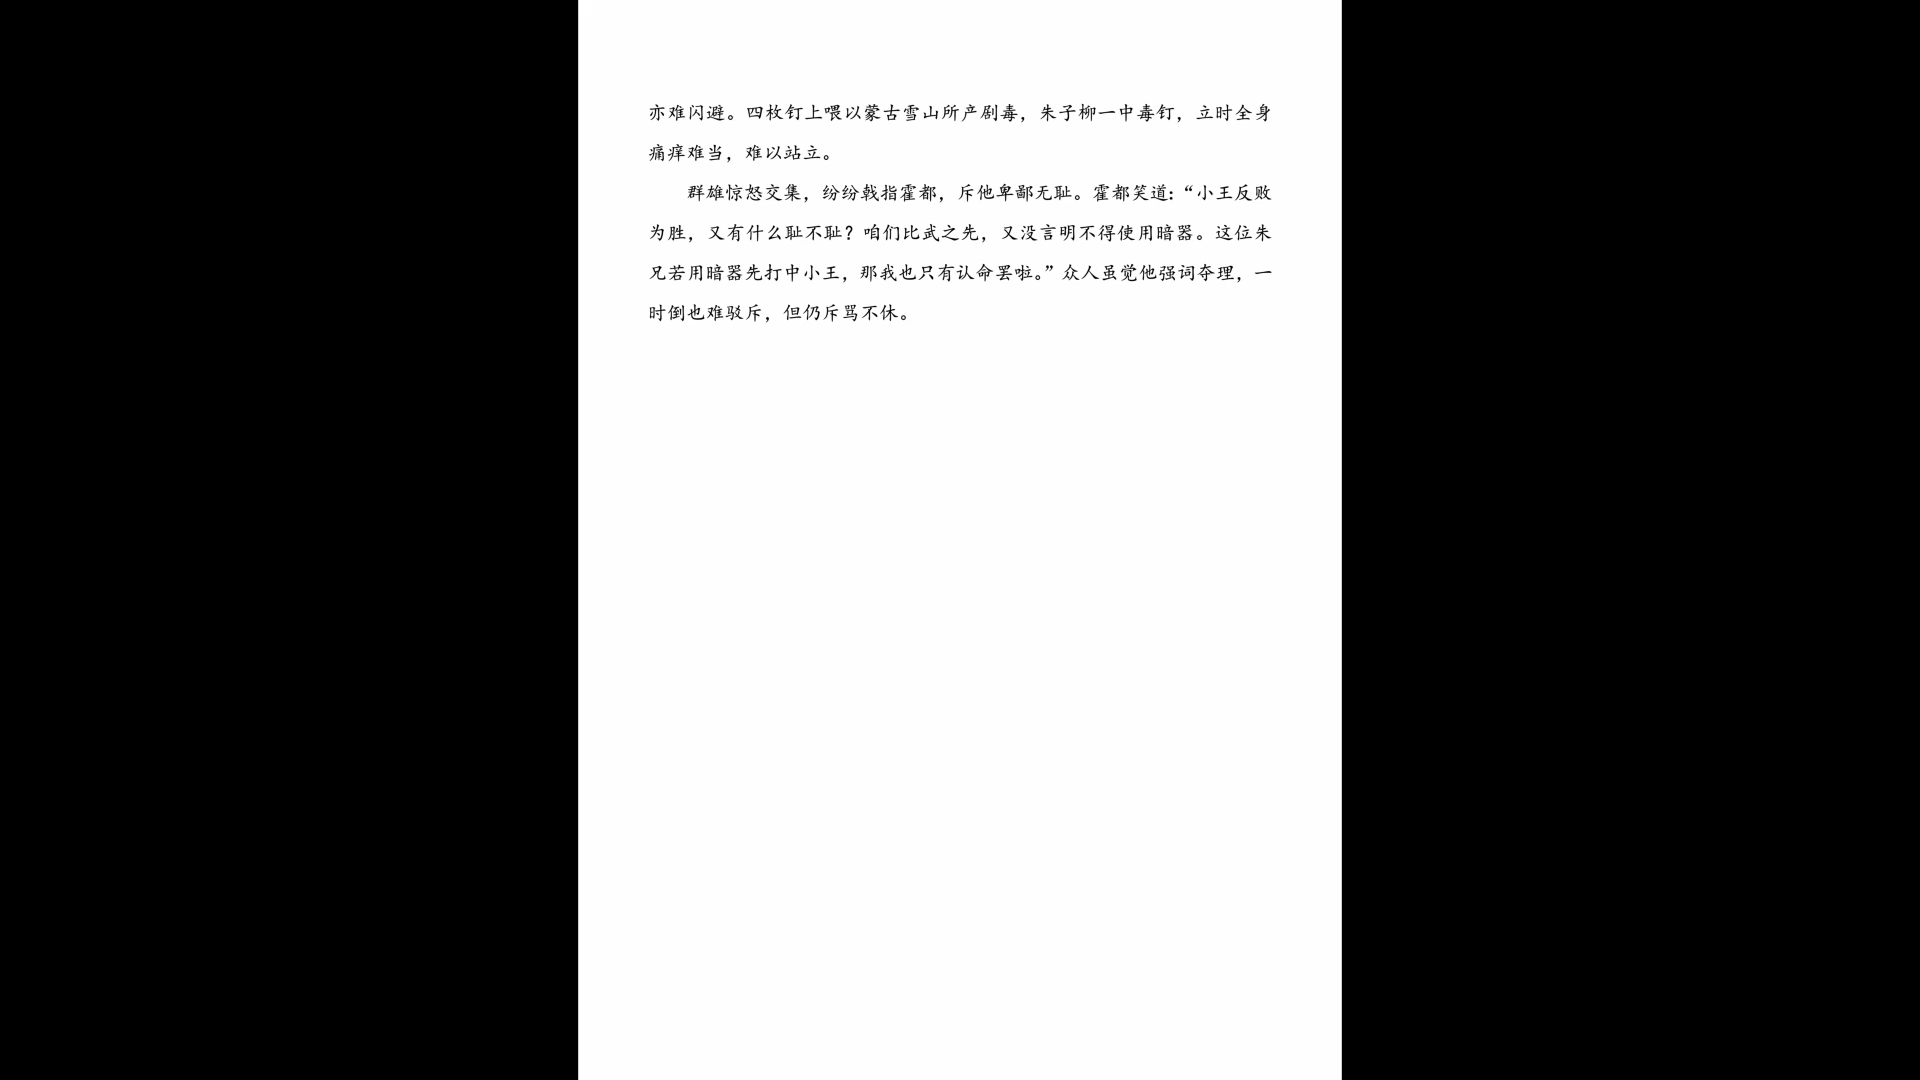 亦难闪避。四枚钉上喂以蒙古雪山所产剧毒，朱子柳一中毒钉，立时全身
痛痒难当，难以站立。
群雄惊怒交集，纷纷戟指霍都，斥他卑鄙无耻。霍都笑道：“小王反败
为胜，又有什么耻不耻？咱们比武之先，又没言明不得使用暗器。这位朱
兄若用暗器先打中小王，那我也只有认命罢啦。”众人虽觉他强词夺理，一
时倒也难驳斥，但仍斥骂不休。